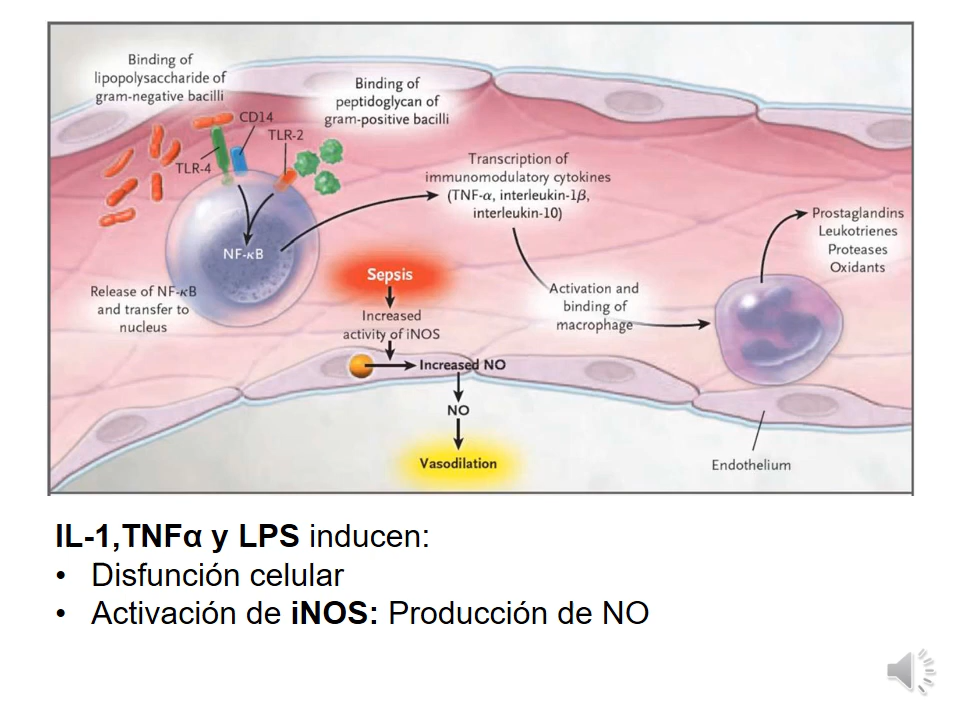 Binding of
lipopolysaccharide of
gram-negative bacilli
Binding of
peptidoglycan of
gram-positive bacilli
CD14
TLR-2
TLR-4
NF-κB
Release of NF-κB
and transfer to
nucleus
Transcription of
immunomodulatory cytokines
(TNF-α, interleukin-1β,
interleukin-10)
Prostaglandins
Leukotrienes
Proteases
Oxidants
Sepsis
Increased
activity of iNOS
Activation and
binding of
macrophage
Increased NO
NO
Vasodilation
Endothelium
IL-1,TNFα y LPS inducen:
• Disfunción celular
• Activación de iNOS: Producción de NO